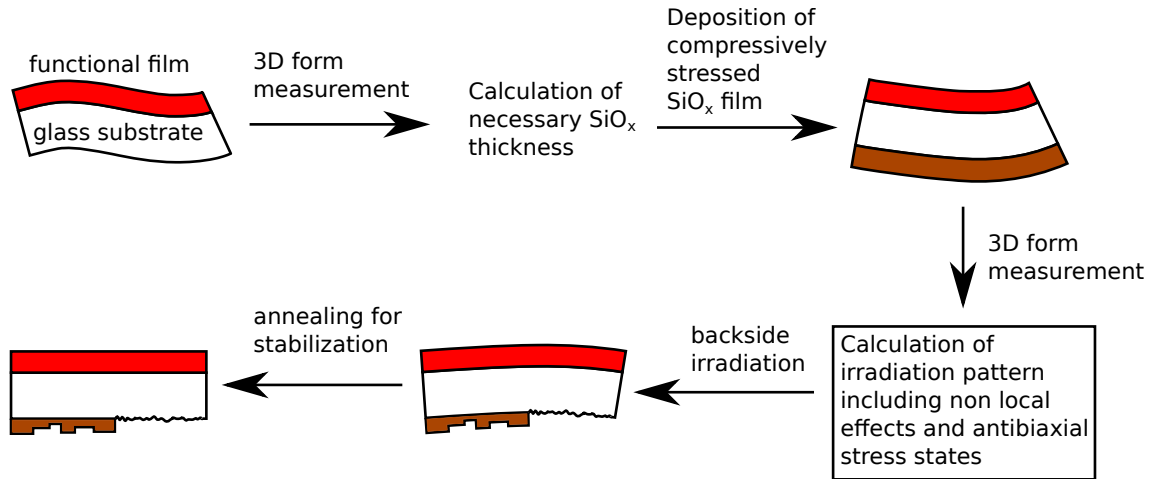 functional film
glass substrate
3D form
measurement
Calculation of
necessary SiOₓ
thickness
Deposition of
compressively
stressed
SiOₓ film
3D form
measurement
Calculation of
irradiation pattern
including non local
effects and antibiaxial
stress states
backside
irradiation
annealing for
stabilization